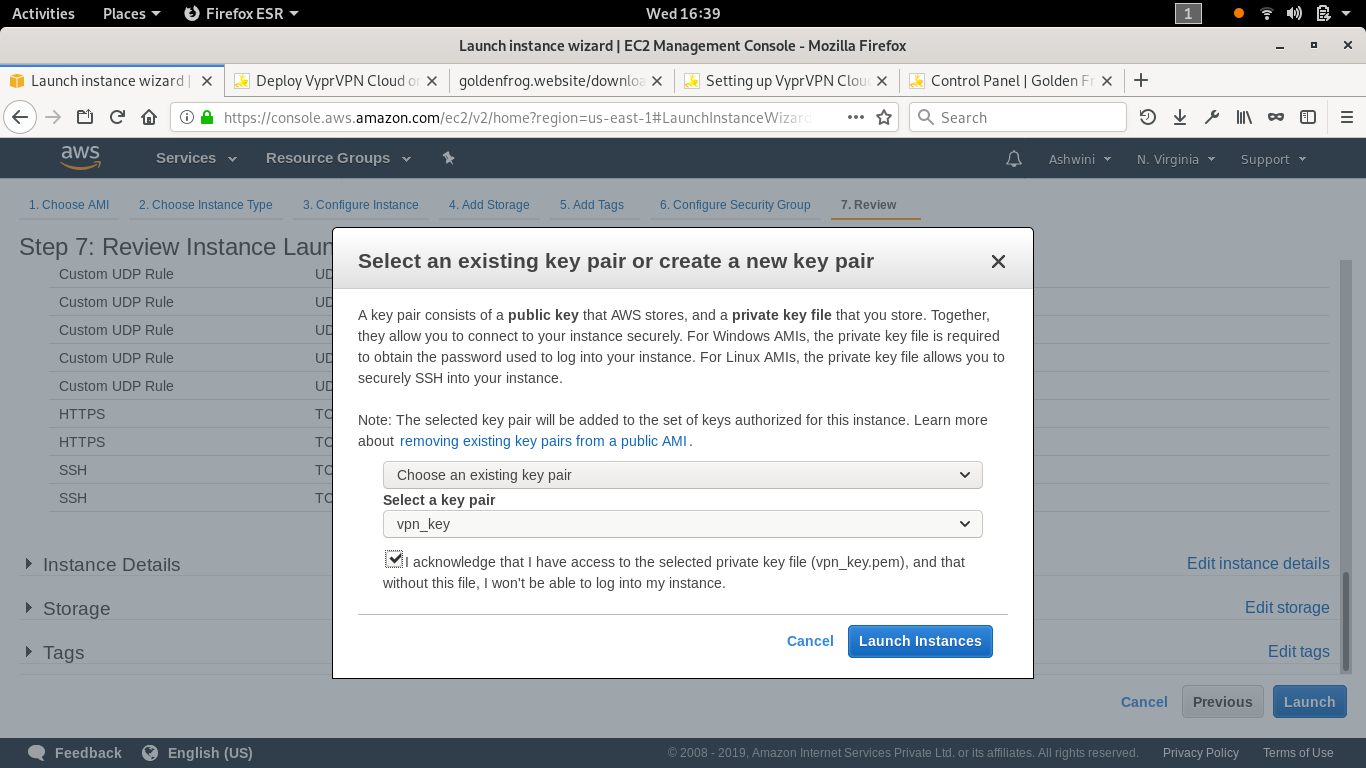 Activities Places Firefox ESR Wed 16:39 1
Launch instance wizard | EC2 Management Console - Mozilla Firefox
Launch instance wizard | Deploy VyprVPN Cloud on goldenfrog.website/downloa Setting up VyprVPN Clou Control Panel | Golden Fr
https://console.aws.amazon.com/ec2/v2/home?region=us-east-1#LaunchInstanceWizard Search
aws Services Resource Groups Ashwini N. Virginia Support
1. Choose AMI 2. Choose Instance Type 3. Configure Instance 4. Add Storage 5. Add Tags 6. Configure Security Group 7. Review
Step 7: Review Instance Laun
Custom UDP Rule UD
Custom UDP Rule UD
Custom UDP Rule UD
Custom UDP Rule UD
Custom UDP Rule UD
HTTPS TC
HTTPS TC
SSH TC
SSH TC
Instance Details Edit instance details
Storage Edit storage
Tags Edit tags
Select an existing key pair or create a new key pair
A key pair consists of a public key that AWS stores, and a private key file that you store. Together,
they allow you to connect to your instance securely. For Windows AMIs, the private key file is required
to obtain the password used to log into your instance. For Linux AMIs, the private key file allows you to
securely SSH into your instance.
Note: The selected key pair will be added to the set of keys authorized for this instance. Learn more
about removing existing key pairs from a public AMI .
Choose an existing key pair
Select a key pair
vpn_key
I acknowledge that I have access to the selected private key file (vpn_key.pem), and that
without this file, I won't be able to log into my instance.
Cancel Launch Instances
Cancel Previous Launch
Feedback English (US) © 2008 - 2019, Amazon Internet Services Private Ltd. or its affiliates. All rights reserved. Privacy Policy Terms of Use